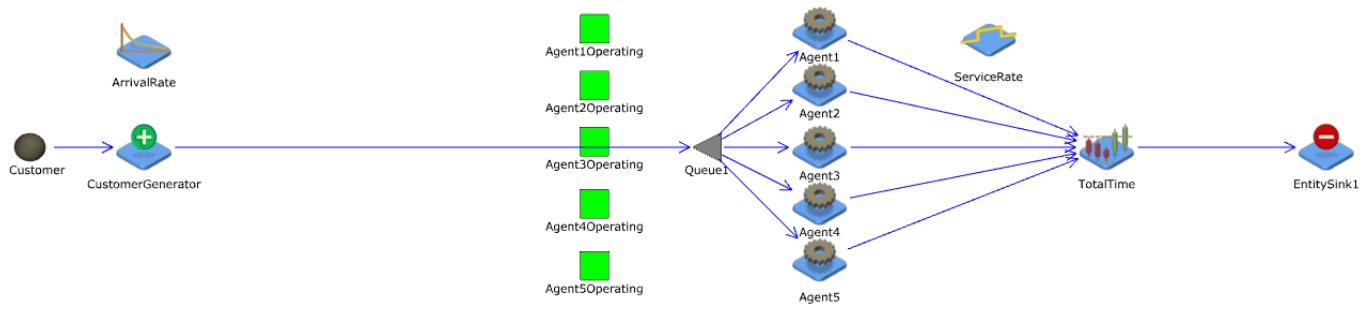 Agent1Operating
Agent1
ArrivalRate
ServiceRate
Agent2Operating
Agent2
Customer
CustomerGenerator
Agent3Operating
Queue1
Agent3
TotalTime
EntitySink1
Agent4Operating
Agent4
Agent5Operating
Agent5